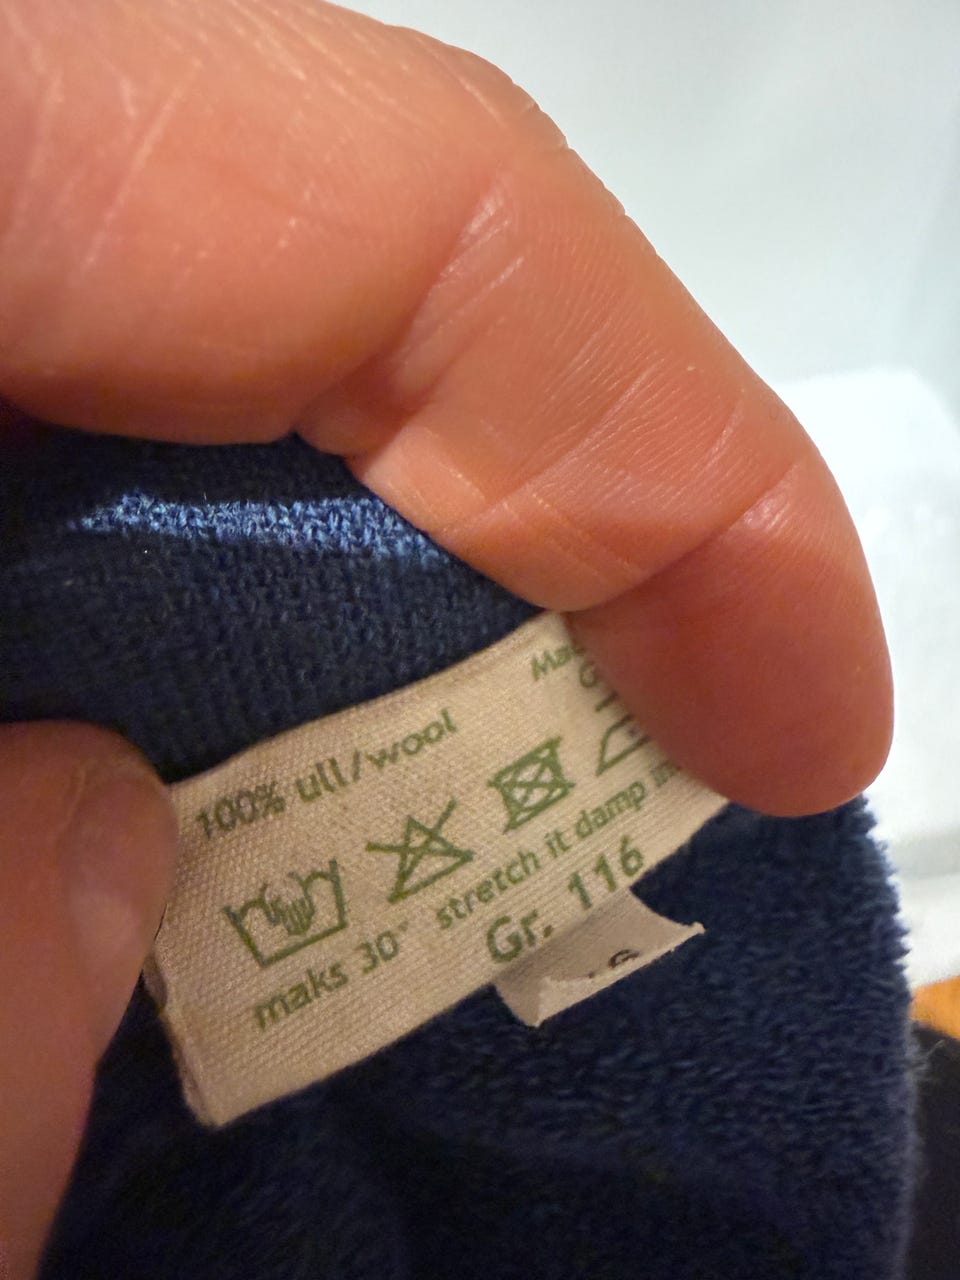 100% ull/wool
maks 30° stretch it damp
Gr. 116